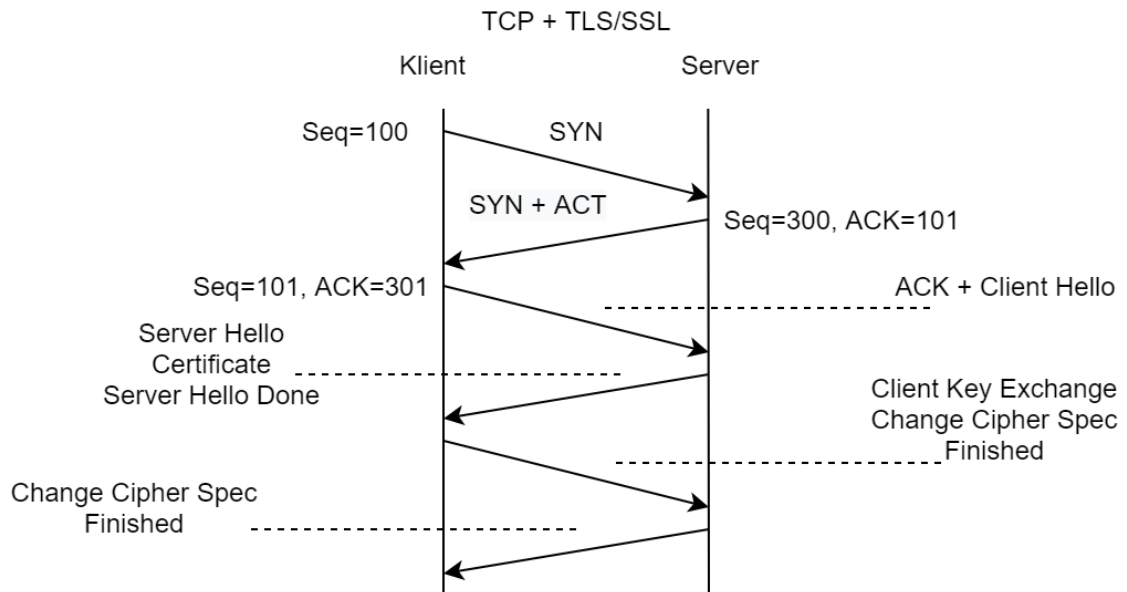 TCP + TLS/SSL
Klient
Server
Seq=100
SYN
SYN + ACT
Seq=300, ACK=101
Seq=101, ACK=301
ACK + Client Hello
Server Hello
Certificate
Server Hello Done
Client Key Exchange
Change Cipher Spec
Finished
Change Cipher Spec
Finished